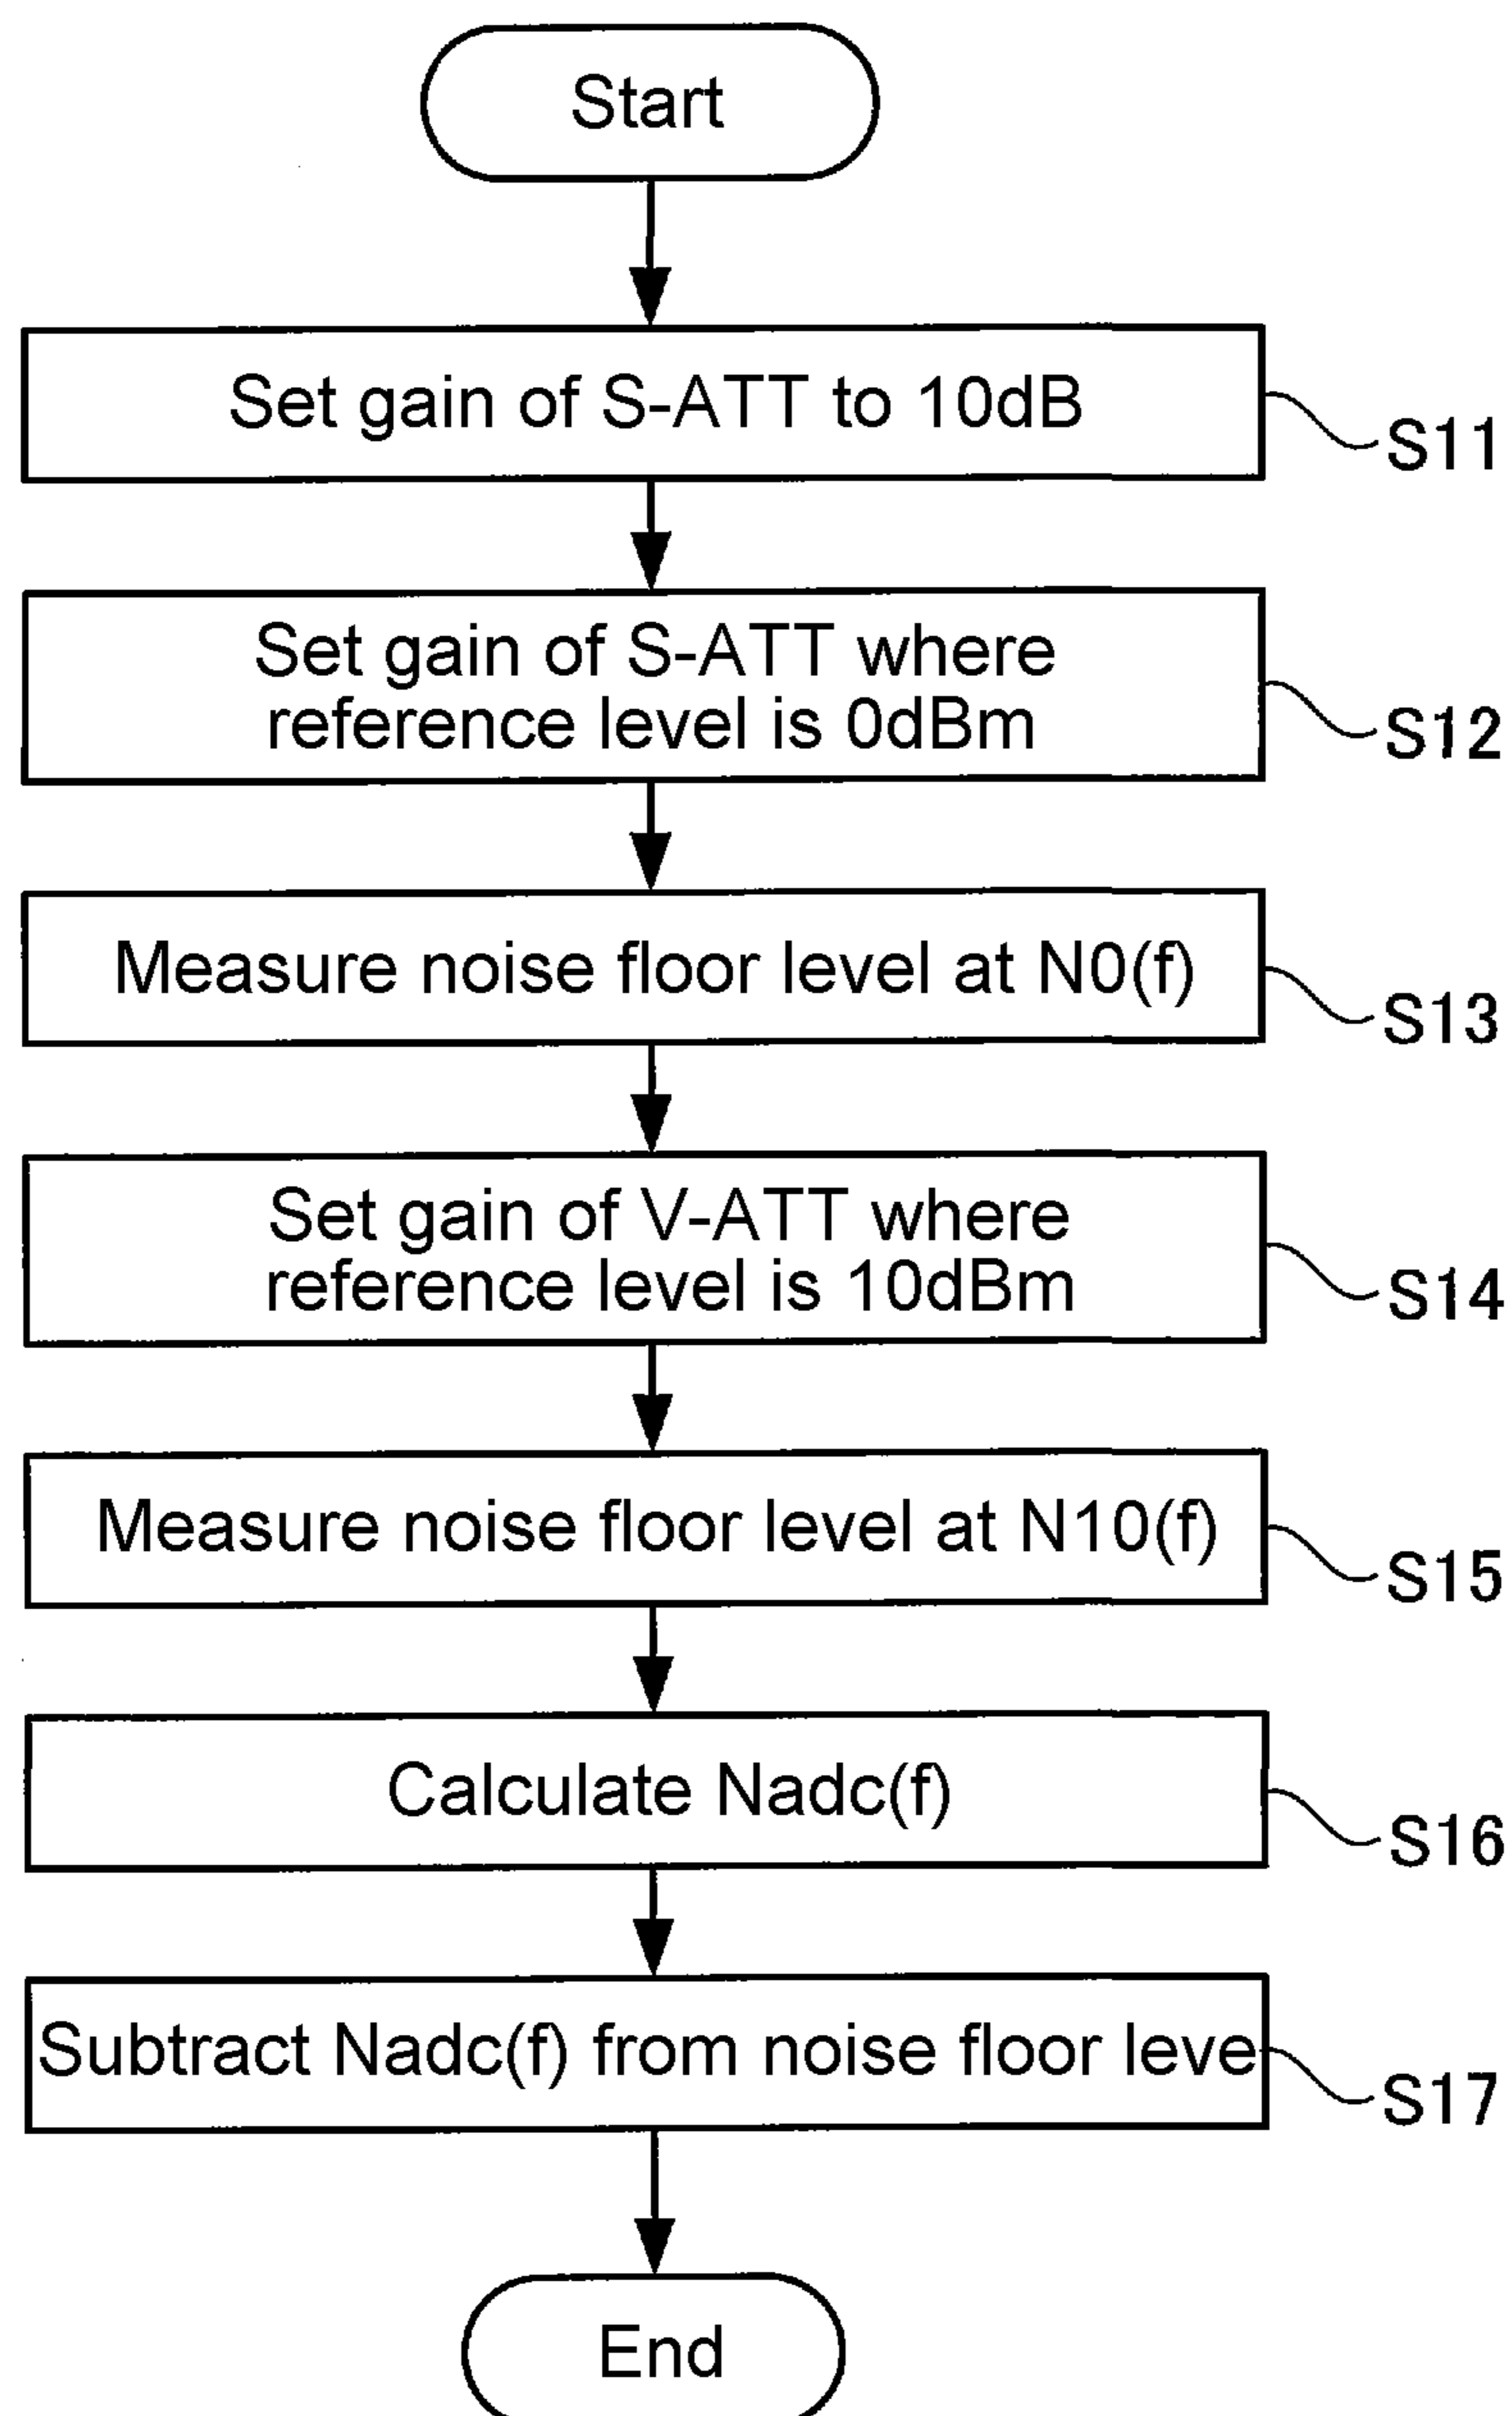 Start
Set gain of S-ATT to 10dB
S11
Set gain of S-ATT where
reference level is 0dBm
S12
Measure noise floor level at N0(f)
S13
Set gain of V-ATT where
reference level is 10dBm
S14
Measure noise floor level at N10(f)
S15
Calculate Nadc(f)
S16
Subtract Nadc(f) from noise floor leve
S17
End